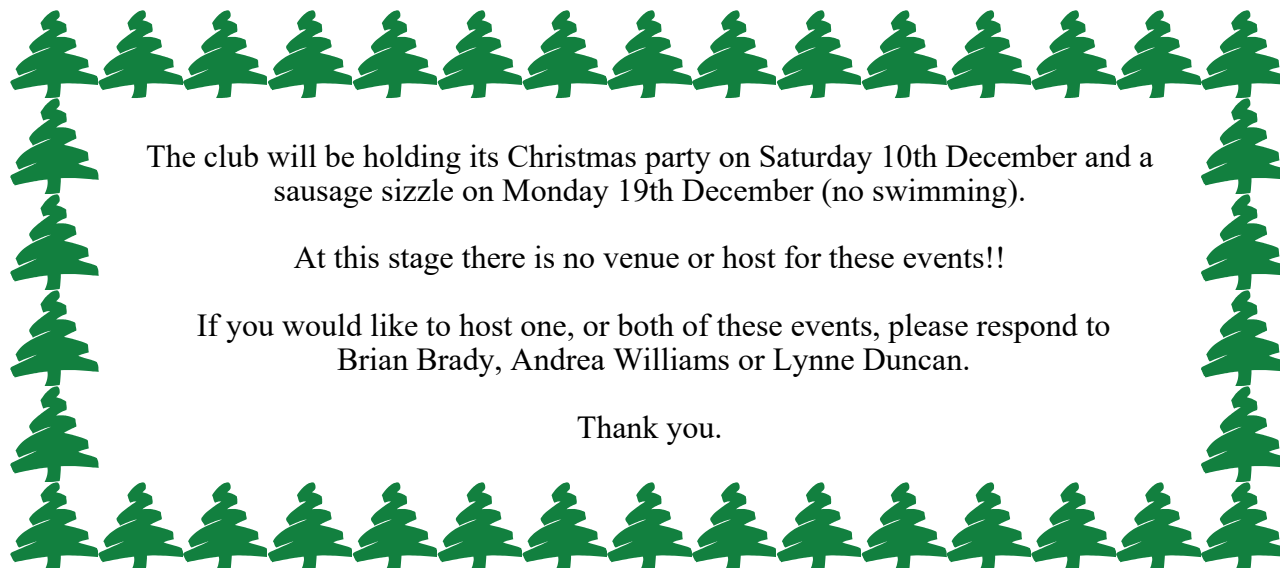 The club will be holding its Christmas party on Saturday 10th December and a
sausage sizzle on Monday 19th December (no swimming).
At this stage there is no venue or host for these events!!
If you would like to host one, or both of these events, please respond to
Brian Brady, Andrea Williams or Lynne Duncan.
Thank you.